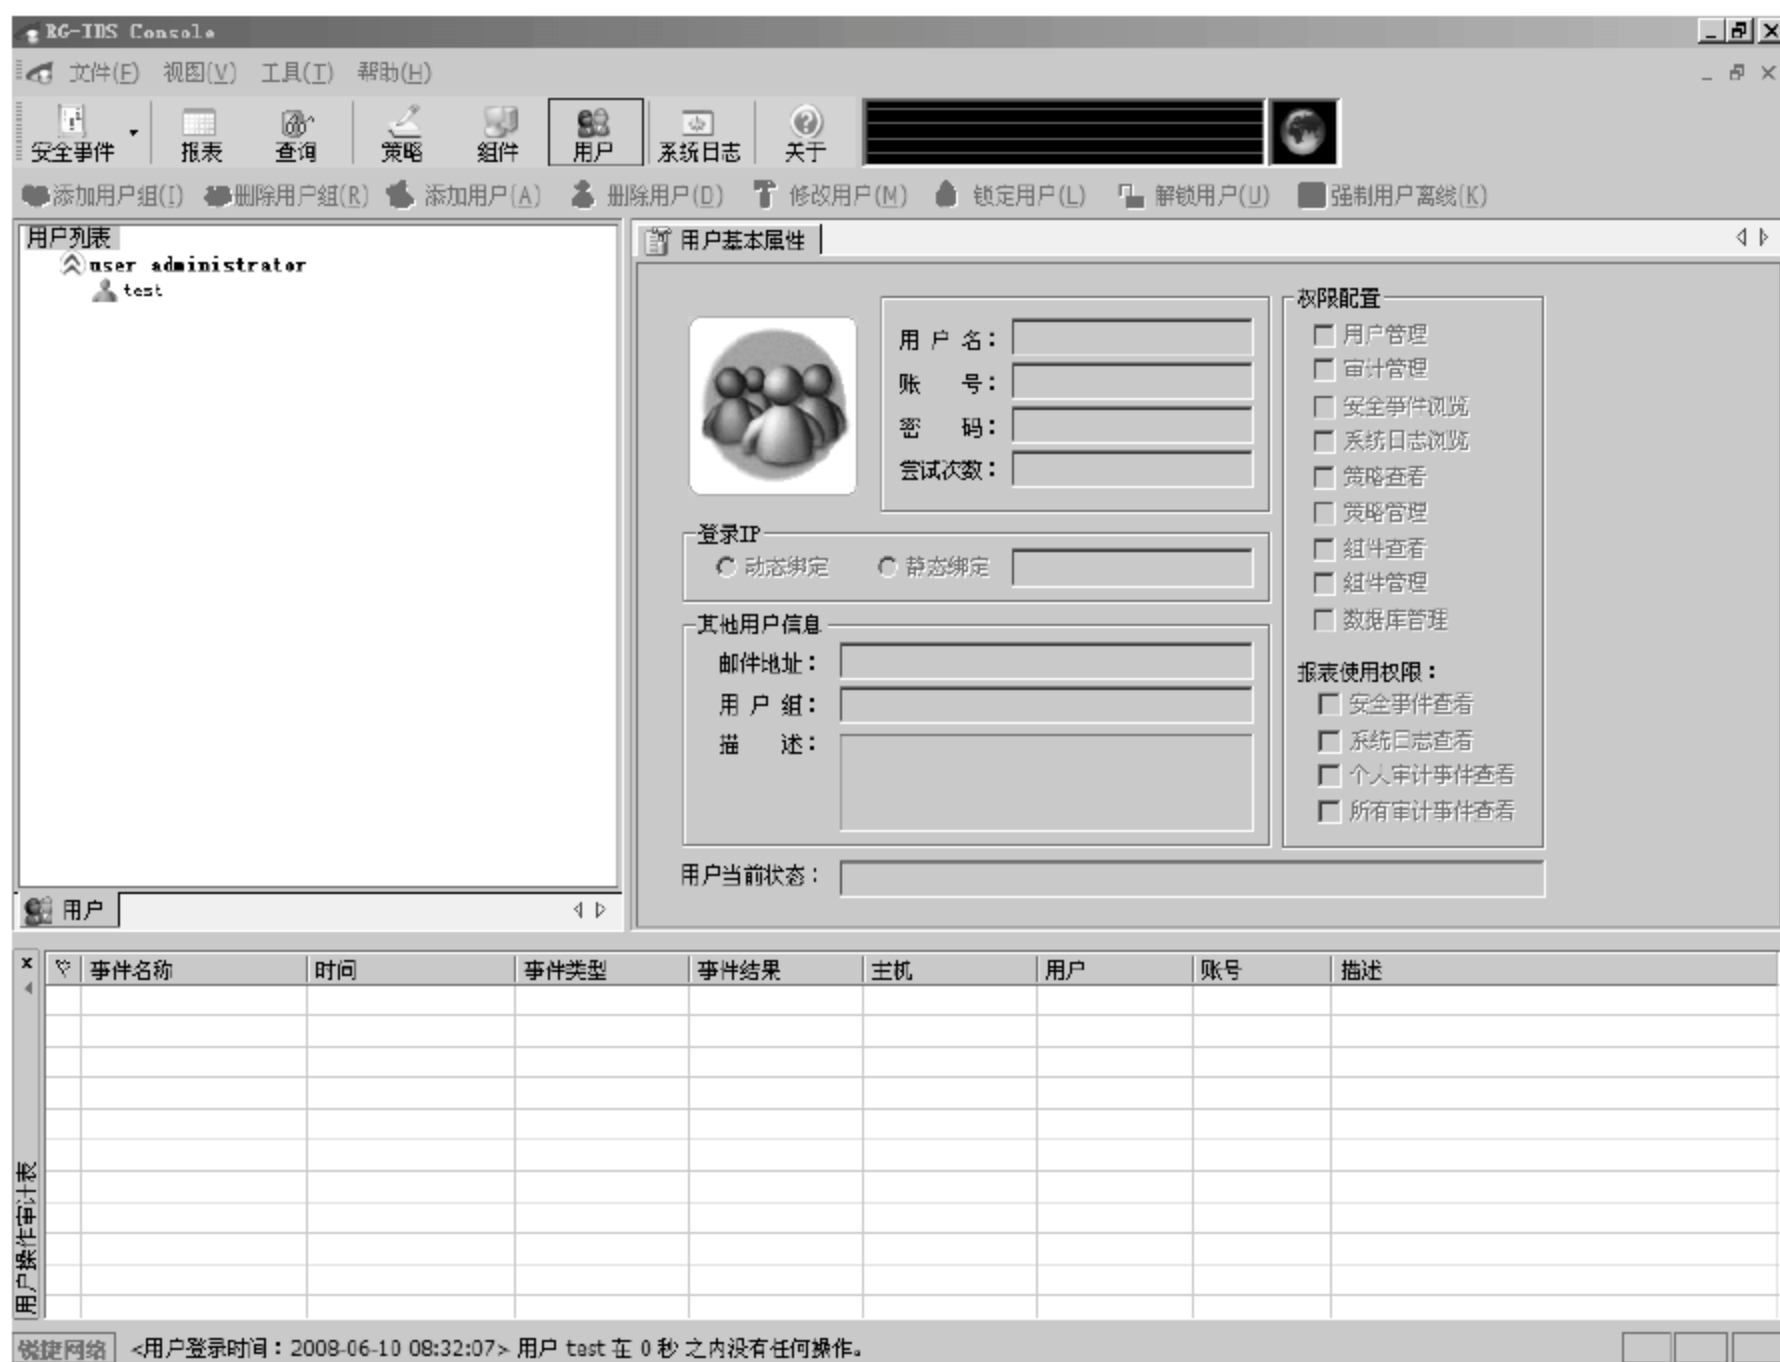 RG-IDS Console
文件(F) 视图(V) 工具(T) 帮助(H)
安全事件 报表 查询 策略 组件 用户 系统日志 关于
添加用户组(I) 删除用户组(R) 添加用户(A) 删除用户(D) 修改用户(M) 锁定用户(L) 解锁用户(U) 强制用户离线(K)
用户列表
user administrator
test
用户
用户基本属性
用户名：
账号：
密码：
尝试次数：
登录IP
动态绑定 静态绑定
其他用户信息
邮件地址：
用户组：
描述：
用户当前状态：
权限配置
用户管理
审计管理
安全事件浏览
系统日志浏览
策略查看
策略管理
组件查看
组件管理
数据库管理
报表使用权限：
安全事件查看
系统日志查看
个人审计事件查看
所有审计事件查看
事件名称 时间 事件类型 事件结果 主机 用户 账号 描述
用户操作审计表
锐捷网络 <用户登录时间：2008-06-10 08:32:07> 用户 test 在 0 秒 之内没有任何操作。